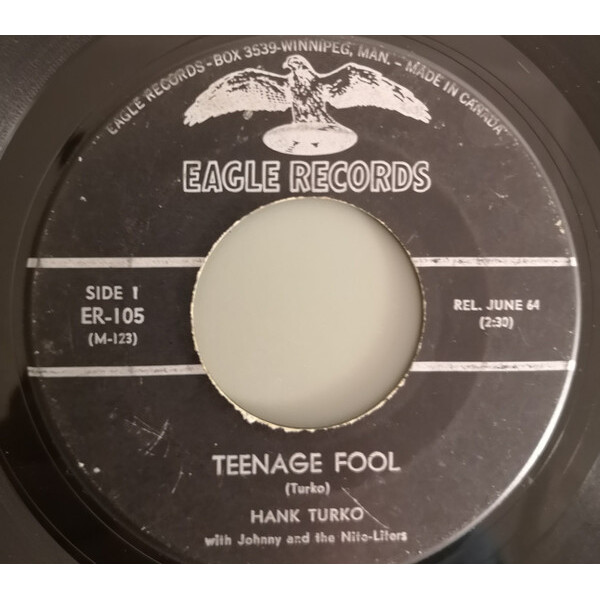 EAGLE RECORDS - BOX 3539 - WINNIPEG, MAN. - MADE IN CANADA
EAGLE RECORDS
SIDE 1
ER-105
(M-123)
REL. JUNE 64
(2:30)
TEENAGE FOOL
(Turko)
HANK TURKO
with Johnny and the Nite-Lifers